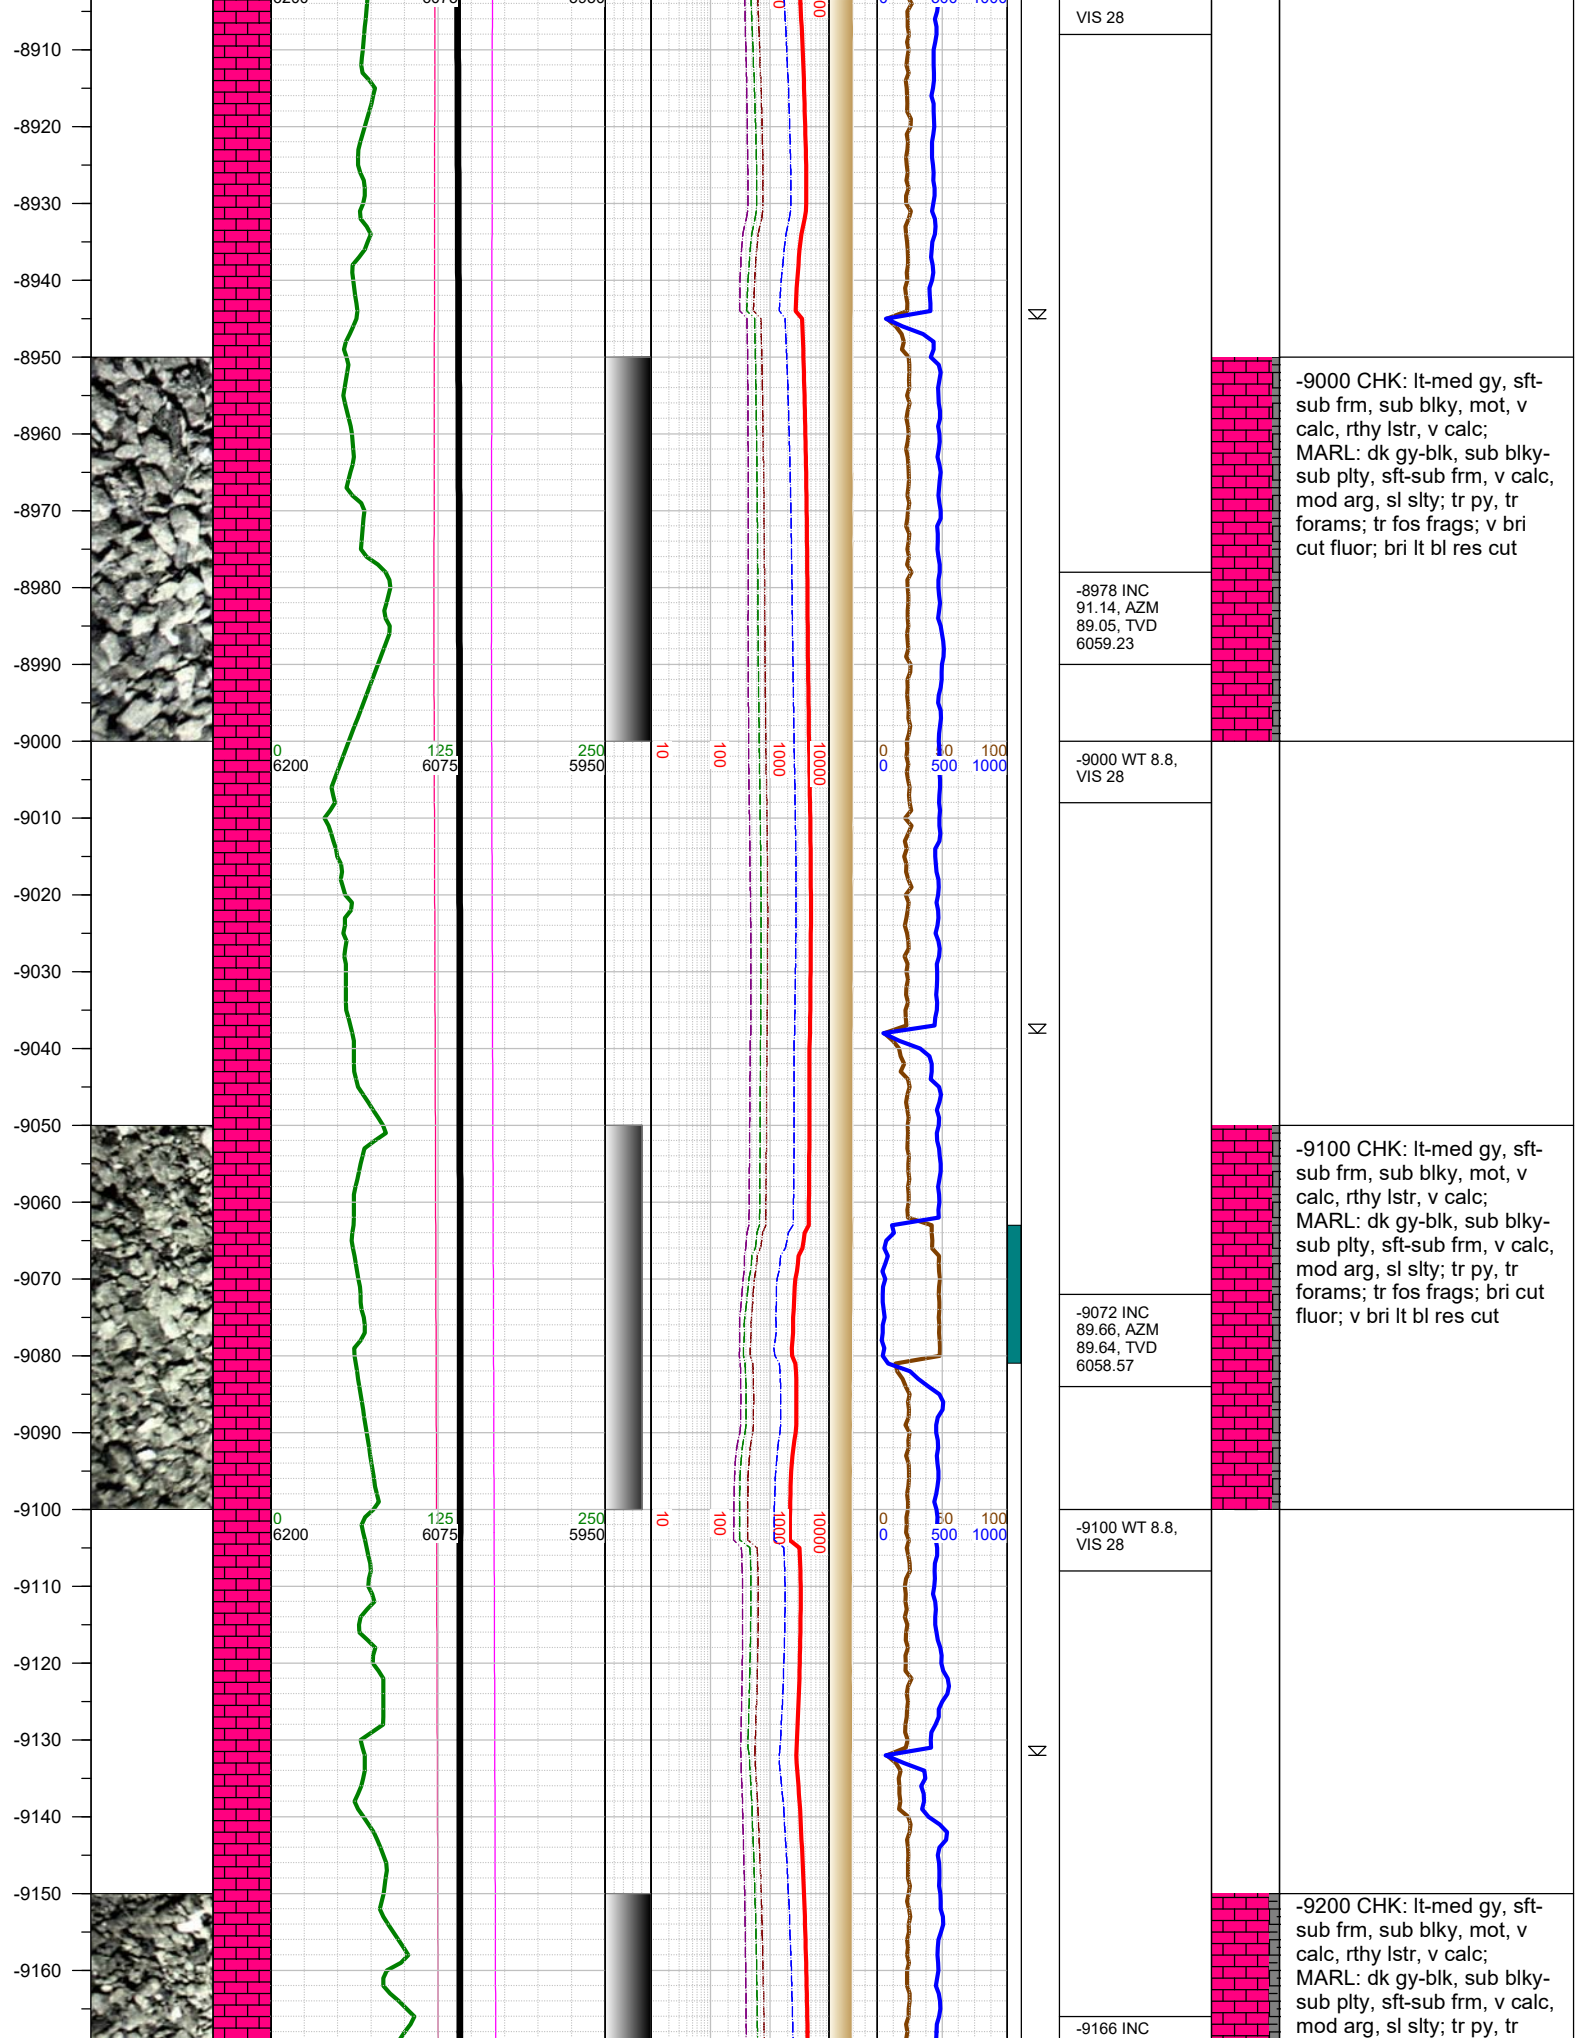 6200 6075 5950
0 00 0 500 1000
VIS 28
-8910
-8920
-8930
-8940
-8950
-8960
-8970
-8980
-8990
-9000
-9010
-9020
-9030
-9040
-9050
-9060
-9070
-9080
-9090
-9100
-9110
-9120
-9130
-9140
-9150
-9160
-9000 CHK: lt-med gy, sft-
sub frm, sub blky, mot, v
calc, rthy lstr, v calc;
MARL: dk gy-blk, sub blky-
sub plty, sft-sub frm, v calc,
mod arg, sl slty; tr py, tr
forams; tr fos frags; v bri
cut fluor; bri lt bl res cut
-8978 INC
91.14, AZM
89.05, TVD
6059.23
0 125 250
6200 6075 5950
10 100 1000 10000
0 50 100
0 500 1000
-9000 WT 8.8,
VIS 28
-9100 CHK: lt-med gy, sft-
sub frm, sub blky, mot, v
calc, rthy lstr, v calc;
MARL: dk gy-blk, sub blky-
sub plty, sft-sub frm, v calc,
mod arg, sl slty; tr py, tr
forams; tr fos frags; bri cut
fluor; v bri lt bl res cut
-9072 INC
89.66, AZM
89.64, TVD
6058.57
0 125 250
6200 6075 5950
10 100 1000 10000
0 50 100
0 500 1000
-9100 WT 8.8,
VIS 28
-9200 CHK: lt-med gy, sft-
sub frm, sub blky, mot, v
calc, rthy lstr, v calc;
MARL: dk gy-blk, sub blky-
sub plty, sft-sub frm, v calc,
mod arg, sl slty; tr py, tr
-9166 INC